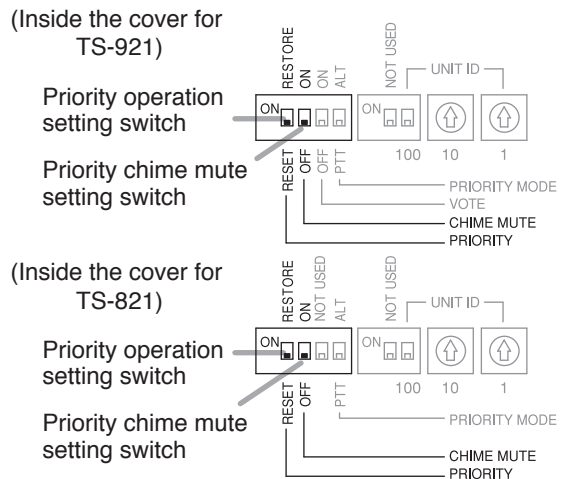 (Inside the cover for
TS-921)
RESTORE
ON
ON
ALT
NOT USED
UNIT ID
Priority operation
setting switch
ON
ON
Priority chime mute
setting switch
RESET
OFF
OFF
PTT
100 10 1
PRIORITY MODE
VOTE
CHIME MUTE
PRIORITY
(Inside the cover for
TS-821)
RESTORE
ON
NOT USED
ALT
NOT USED
UNIT ID
Priority operation
setting switch
ON
ON
Priority chime mute
setting switch
RESET
OFF
PTT
100 10 1
PRIORITY MODE
CHIME MUTE
PRIORITY